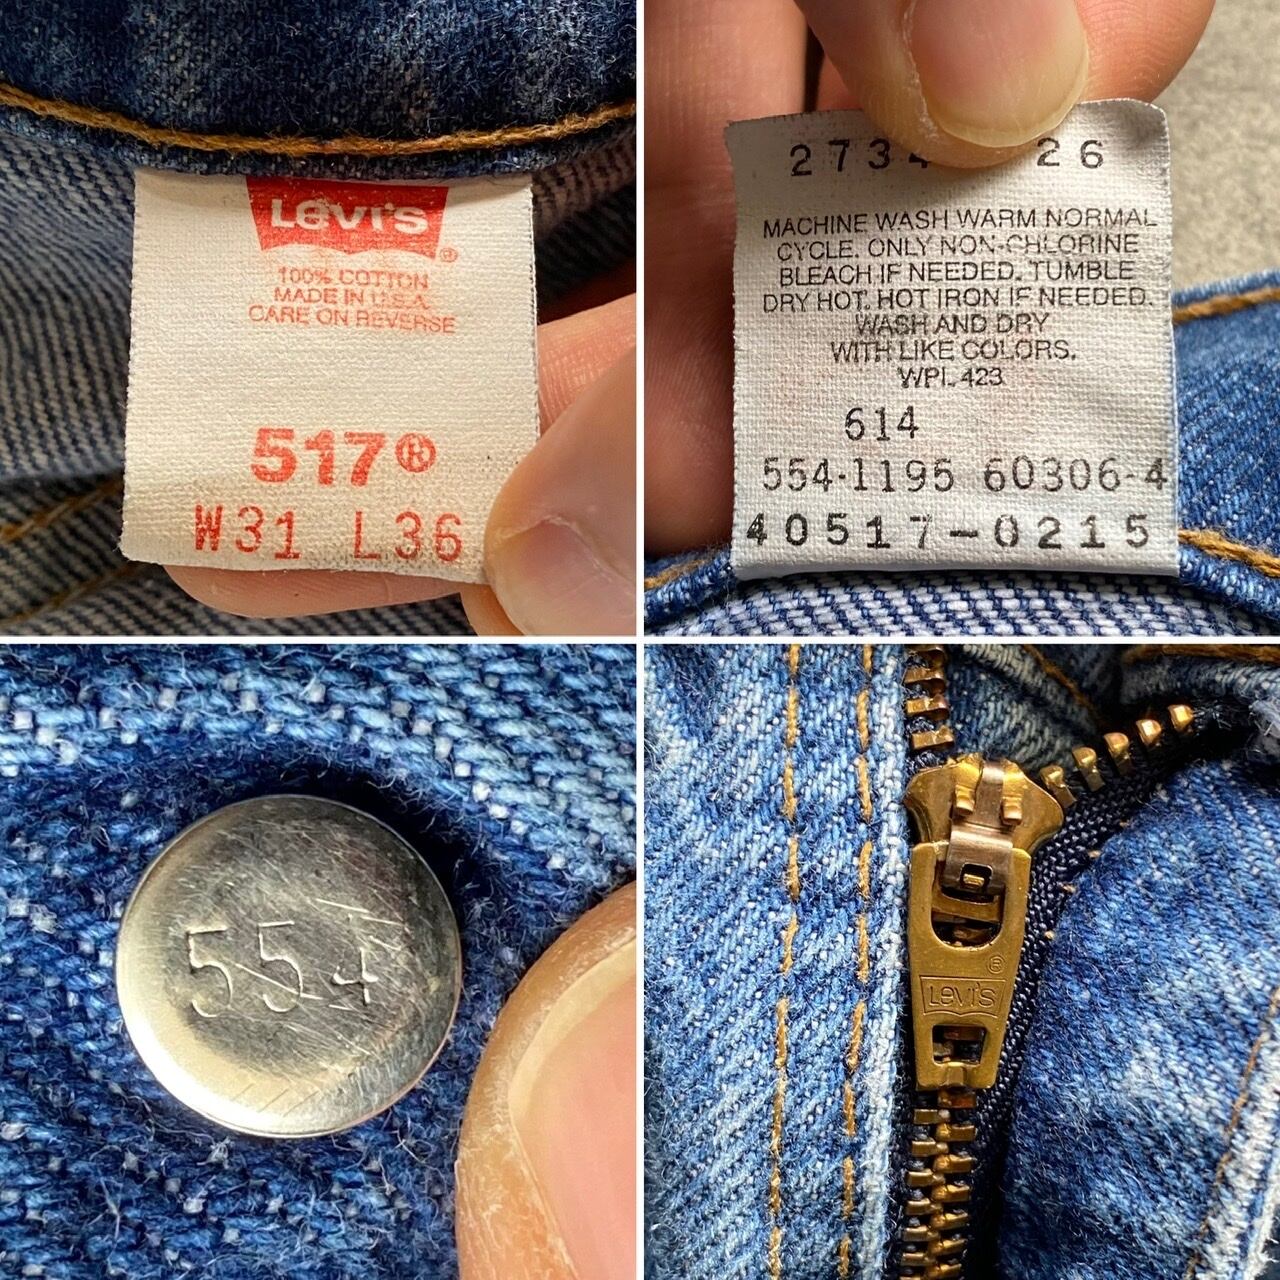 LEVI'S ®
100% COTTON
MADE IN U.S.A.
CARE ON REVERSE
517®
W31 L36
2734 26
MACHINE WASH WARM NORMAL
CYCLE. ONLY NON-CHLORINE
BLEACH IF NEEDED. TUMBLE
DRY HOT. HOT IRON IF NEEDED.
WASH AND DRY
WITH LIKE COLORS.
WPL 423
614
554-1195 60306-4
40517-0215
554
®
LEVI'S